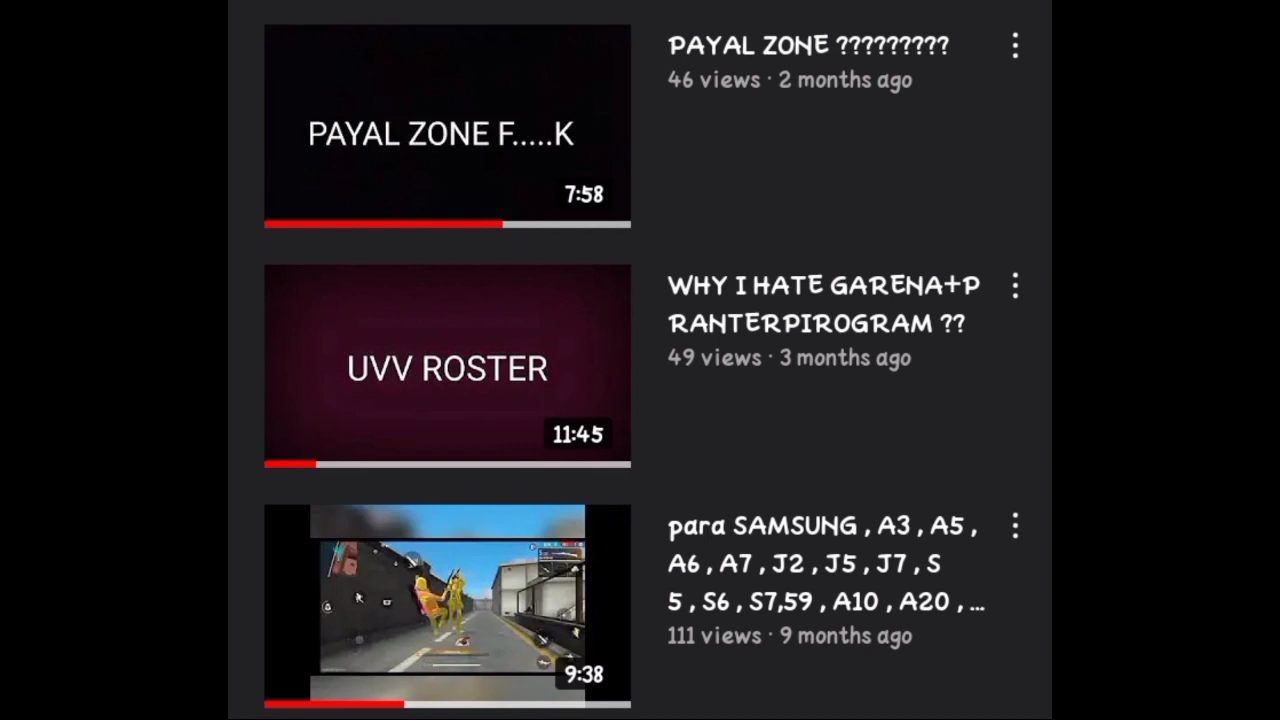 PAYAL ZONE F.....K
7:58
PAYAL ZONE ?????????
46 views · 2 months ago
UVV ROSTER
11:45
WHY I HATE GARENA+P
RANTERPIROGRAM ??
49 views · 3 months ago
9:38
para SAMSUNG , A3 , A5 ,
A6 , A7 , J2 , J5 , J7 , S
5 , S6 , S7,59 , A10 , A20 , ...
111 views · 9 months ago